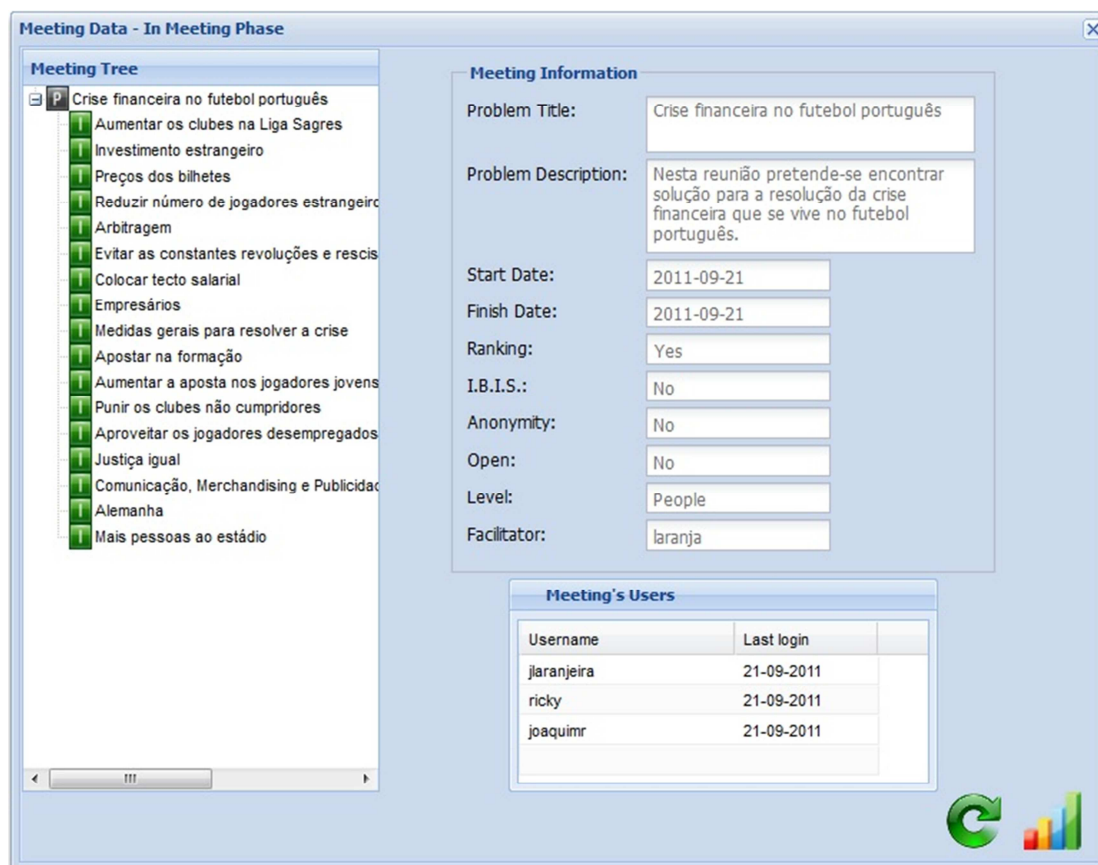 Meeting Data - In Meeting Phase
Meeting Tree
P Crise financeira no futebol português
I Aumentar os clubes na Liga Sagres
I Investimento estrangeiro
I Preços dos bilhetes
I Reduzir número de jogadores estrangeirc
I Arbitragem
I Evitar as constantes revoluções e rescis
I Colocar tecto salarial
I Empresários
I Medidas gerais para resolver a crise
I Apostar na formação
I Aumentar a aposta nos jogadores jovens
I Punir os clubes não cumpridores
I Aproveitar os jogadores desempregados
I Justiça igual
I Comunicação, Merchandising e Publicidac
I Alemanha
I Mais pessoas ao estádio
Meeting Information
Problem Title: Crise financeira no futebol português
Problem Description: Nesta reunião pretende-se encontrar
solução para a resolução da crise
financeira que se vive no futebol
português.
Start Date: 2011-09-21
Finish Date: 2011-09-21
Ranking: Yes
I.B.I.S.: No
Anonymity: No
Open: No
Level: People
Facilitator: laranja
Meeting's Users
Username Last login
jlaranjeira 21-09-2011
ricky 21-09-2011
joaquimr 21-09-2011